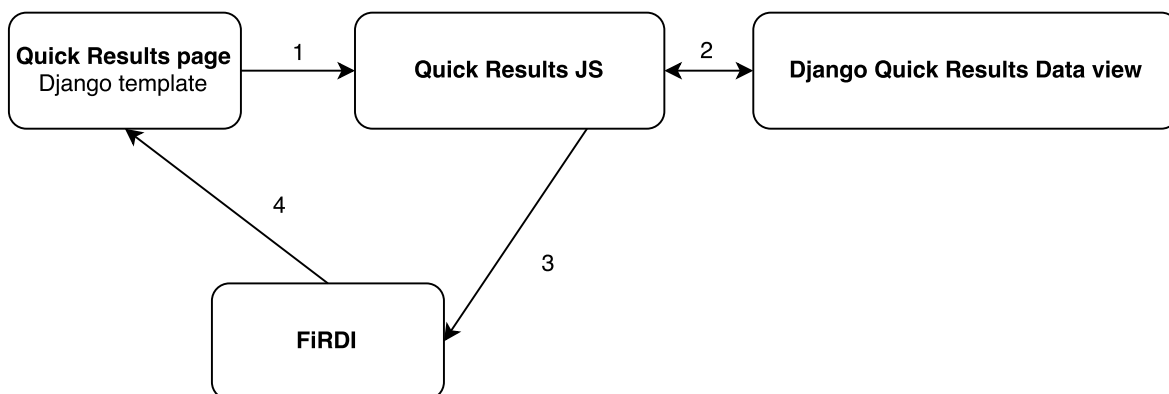 Quick Results page
Django template
1
Quick Results JS
2
Django Quick Results Data view
4
3
FiRDI